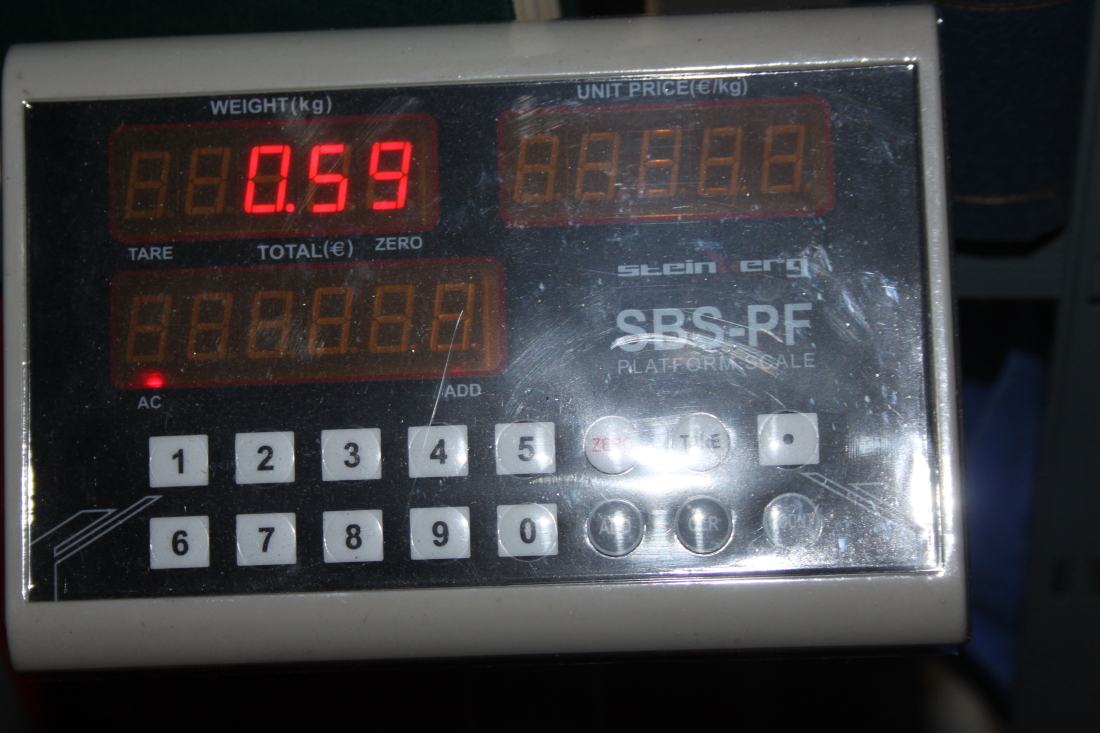 WEIGHT(kg)
UNIT PRICE(€/kg)
0.59
TARE
TOTAL(€)
ZERO
steinberg
SBS-PF
PLATFORM SCALE
AC
ADD
1 2 3 4 5 ZERO TARE .
6 7 8 9 0 ADD